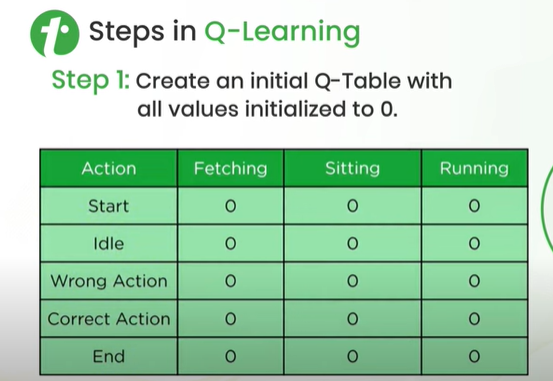 Steps in Q-Learning
Step 1: Create an initial Q-Table with
all values initialized to 0.
Action Fetching Sitting Running
Start 0 0 0
Idle 0 0 0
Wrong Action 0 0 0
Correct Action 0 0 0
End 0 0 0